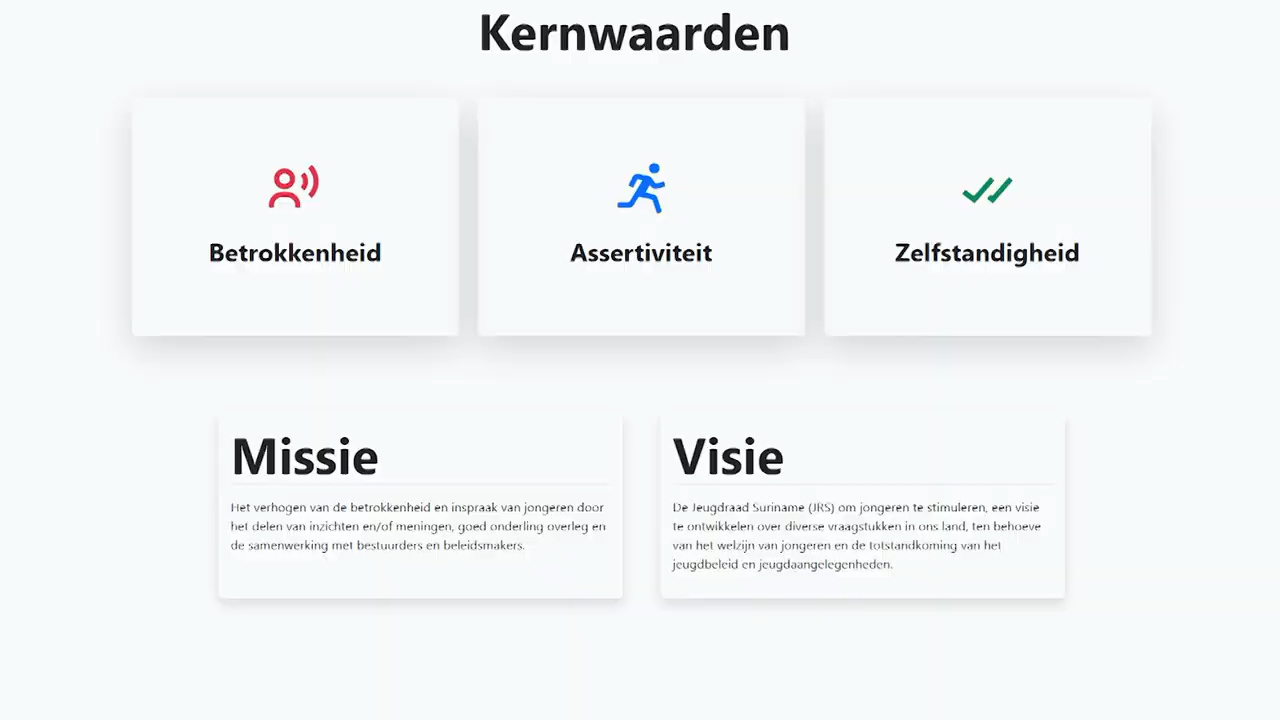 Kernwaarden
Betrokkenheid
Assertiviteit
Zelfstandigheid
Missie
Het verhogen van de betrokkenheid en inspraak van jongeren door
het delen van inzichten en/of meningen, goed onderling overleg en
de samenwerking met bestuurders en beleidsmakers.
Visie
De Jeugdraad Suriname (JRS) om jongeren te stimuleren, een visie
te ontwikkelen over diverse vraagstukken in ons land, ten behoeve
van het welzijn van jongeren en de totstandkoming van het
jeugdbeleid en jeugdaangelegenheden.